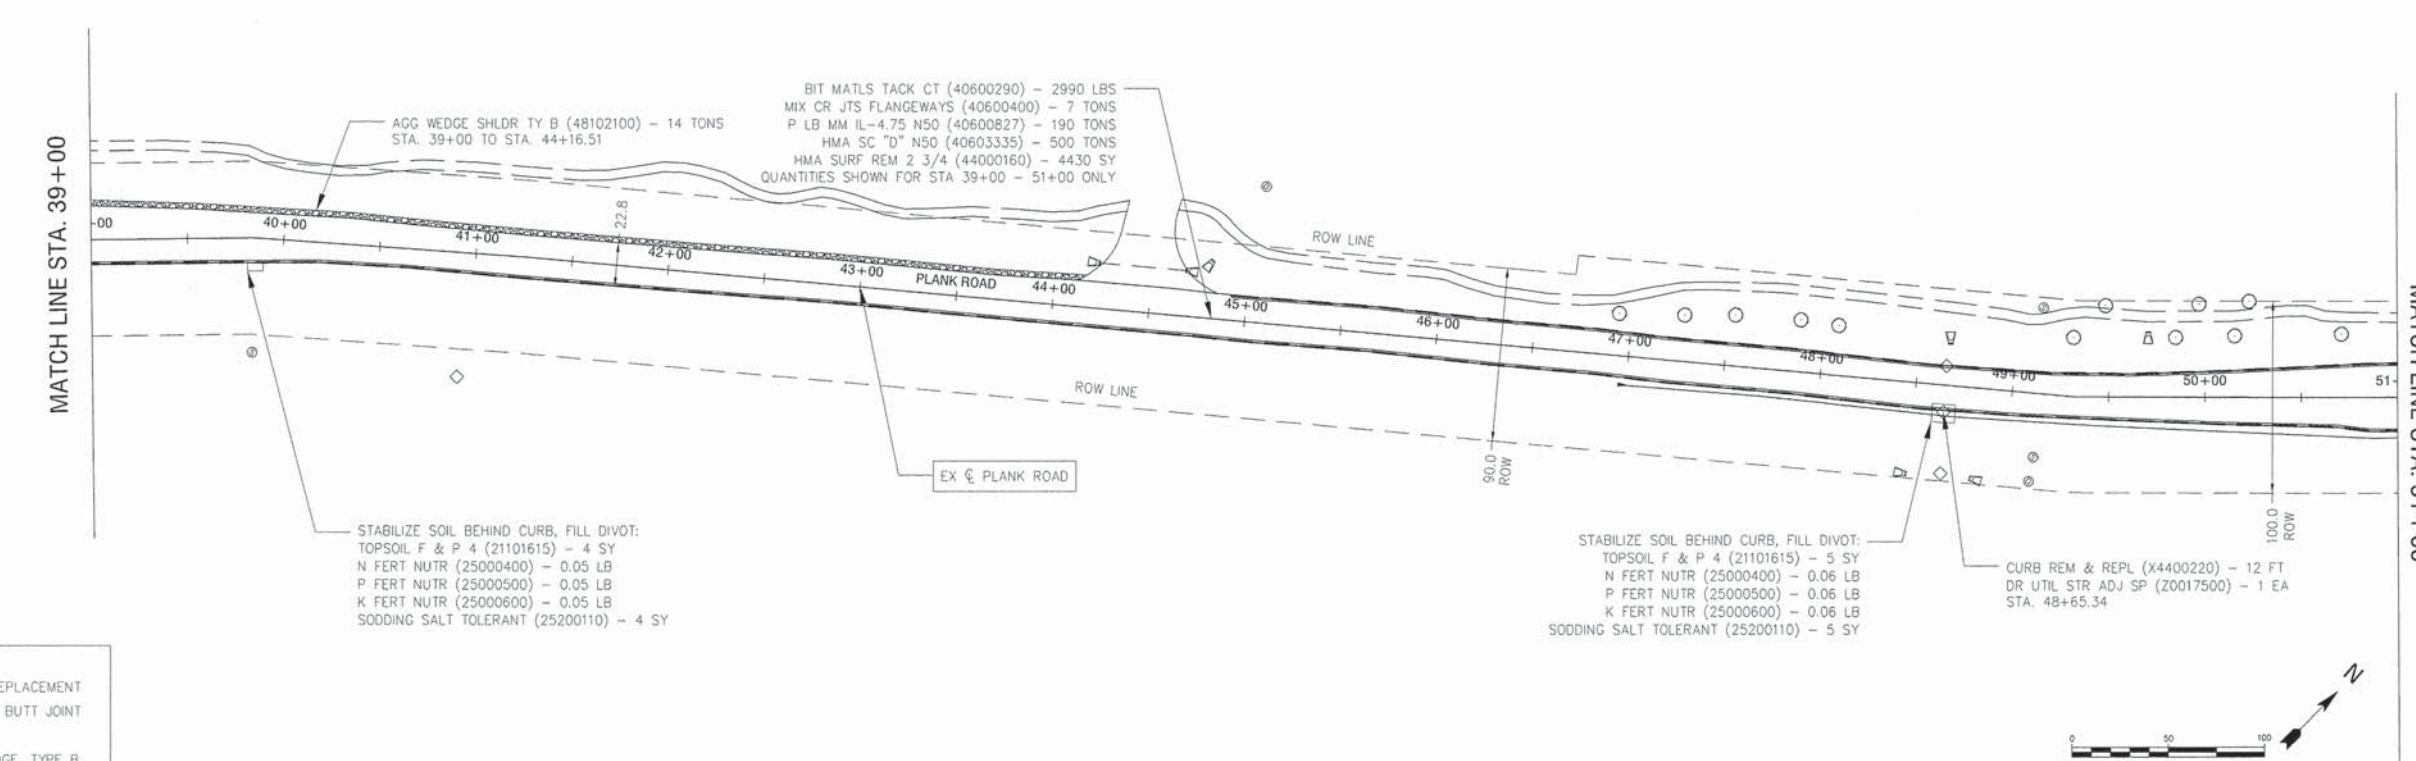 MATCH LINE STA. 39+00
AGG WEDGE SHLDR TY B (48102100) - 14 TONS
STA. 39+00 TO STA. 44+16.51
BIT MATLS TACK CT (40600290) - 2990 LBS
MIX CR JTS FLANGEWAYS (40600400) - 7 TONS
P LB MM IL-4.75 N50 (40600827) - 190 TONS
HMA SC "D" N50 (40603335) - 500 TONS
HMA SURF REM 2 3/4 (44000160) - 4430 SY
QUANTITIES SHOWN FOR STA 39+00 - 51+00 ONLY
-00
40+00
41+00
22.8
42+00
43+00
PLANK ROAD
44+00
45+00
46+00
47+00
48+00
49+00
50+00
51-
ROW LINE
ROW LINE
90.0
ROW
100.0
ROW
EX ℄ PLANK ROAD
STABILIZE SOIL BEHIND CURB, FILL DIVOT:
TOPSOIL F & P 4 (21101615) - 4 SY
N FERT NUTR (25000400) - 0.05 LB
P FERT NUTR (25000500) - 0.05 LB
K FERT NUTR (25000600) - 0.05 LB
SODDING SALT TOLERANT (25200110) - 4 SY
STABILIZE SOIL BEHIND CURB, FILL DIVOT:
TOPSOIL F & P 4 (21101615) - 5 SY
N FERT NUTR (25000400) - 0.06 LB
P FERT NUTR (25000500) - 0.06 LB
K FERT NUTR (25000600) - 0.06 LB
SODDING SALT TOLERANT (25200110) - 5 SY
CURB REM & REPL (X4400220) - 12 FT
DR UTIL STR ADJ SP (Z0017500) - 1 EA
STA. 48+65.34
EPLACEMENT
BUTT JOINT
TYPE B
N
0 50 100